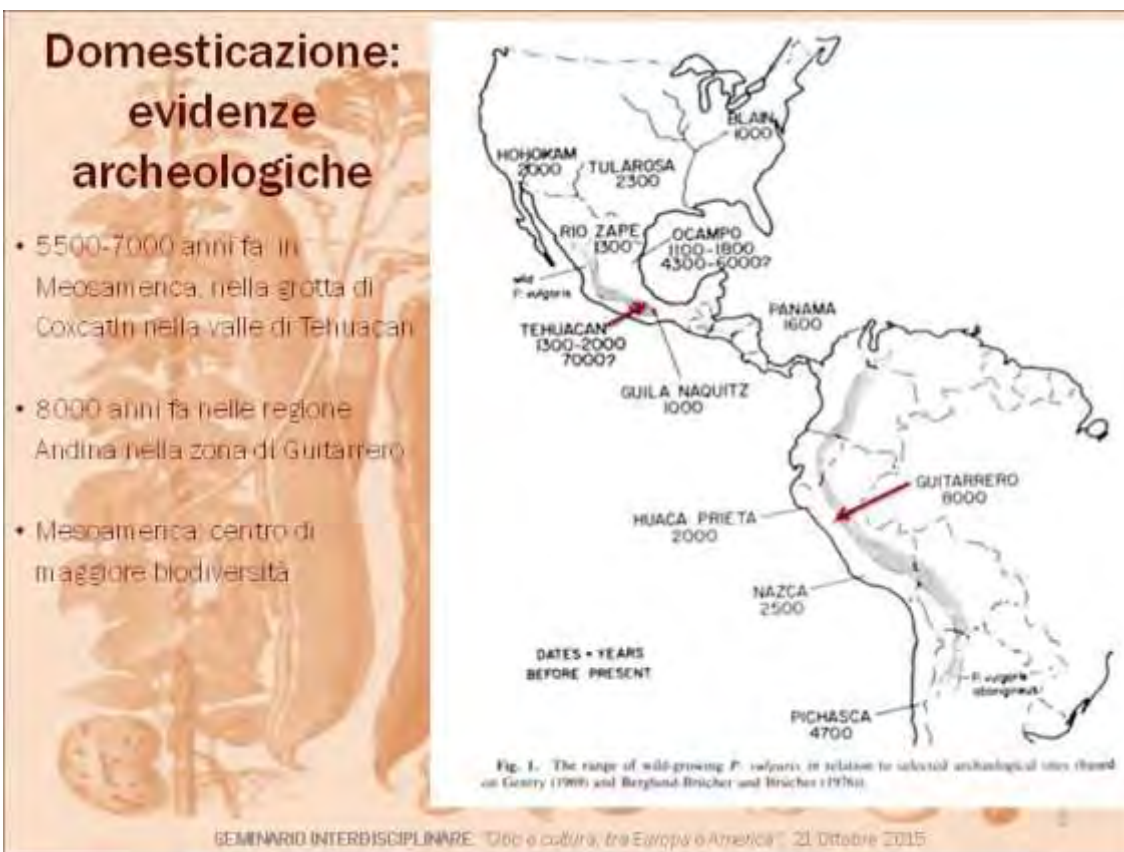 Domesticazione:
evidenze
archeologiche
• 5500-7000 anni fa in
Meosamerica, nella grotta di
Coxcatln nella valle di Tehuacan
• 8000 anni fa nelle regione
Andina nella zona di Guitarrero
• Mesoamerica: centro di
maggiore biodiversità
BLAIN
1000
HOHOKAM
2000
TULAROSA
2300
RIO ZAPE
1300
OCAMPO
1100-1800
4300-6000?
wild
P. vulgaris
PANAMA
1600
TEHUACAN
1300-2000
7000?
GUILA NAQUITZ
1000
GUITARRERO
8000
HUACA PRIETA
2000
NAZCA
2500
DATES = YEARS
BEFORE PRESENT
P. vulgaris
aborigineus
PICHASCA
4700
Fig. 1. The range of wild-growing P. vulgaris in relation to selected archaeological sites (based
on Gentry (1969) and Berglund-Brücher and Brücher (1976)).
SEMINARIO INTERDISCIPLINARE "Cibo e cultura, tra Europa e America", 21 Ottobre 2015